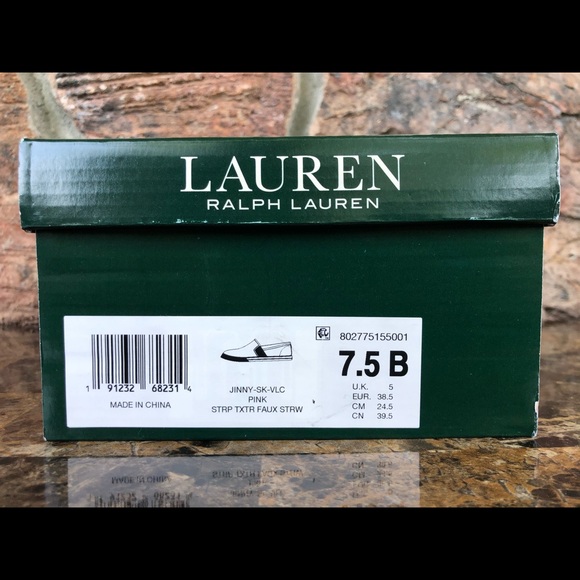 LAUREN
RALPH LAUREN
802775155001
7.5 B
1 91232 68231 4
MADE IN CHINA
JINNY-SK-VLC
PINK
STRP TXTR FAUX STRW
U.K. 5
EUR. 38.5
CM 24.5
CN 39.5